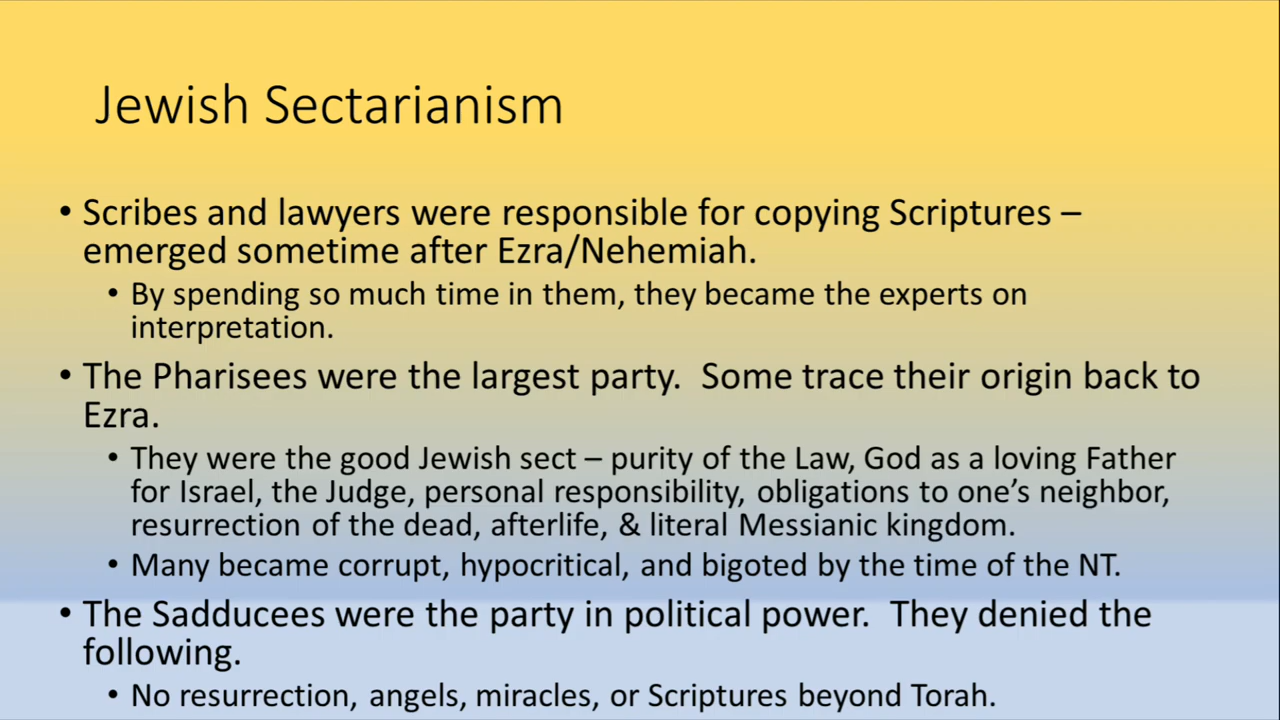 Jewish Sectarianism
• Scribes and lawyers were responsible for copying Scriptures –
emerged sometime after Ezra/Nehemiah.
• By spending so much time in them, they became the experts on
interpretation.
• The Pharisees were the largest party.  Some trace their origin back to
Ezra.
• They were the good Jewish sect – purity of the Law, God as a loving Father
for Israel, the Judge, personal responsibility, obligations to one’s neighbor,
resurrection of the dead, afterlife, & literal Messianic kingdom.
• Many became corrupt, hypocritical, and bigoted by the time of the NT.
• The Sadducees were the party in political power.  They denied the
following.
• No resurrection, angels, miracles, or Scriptures beyond Torah.